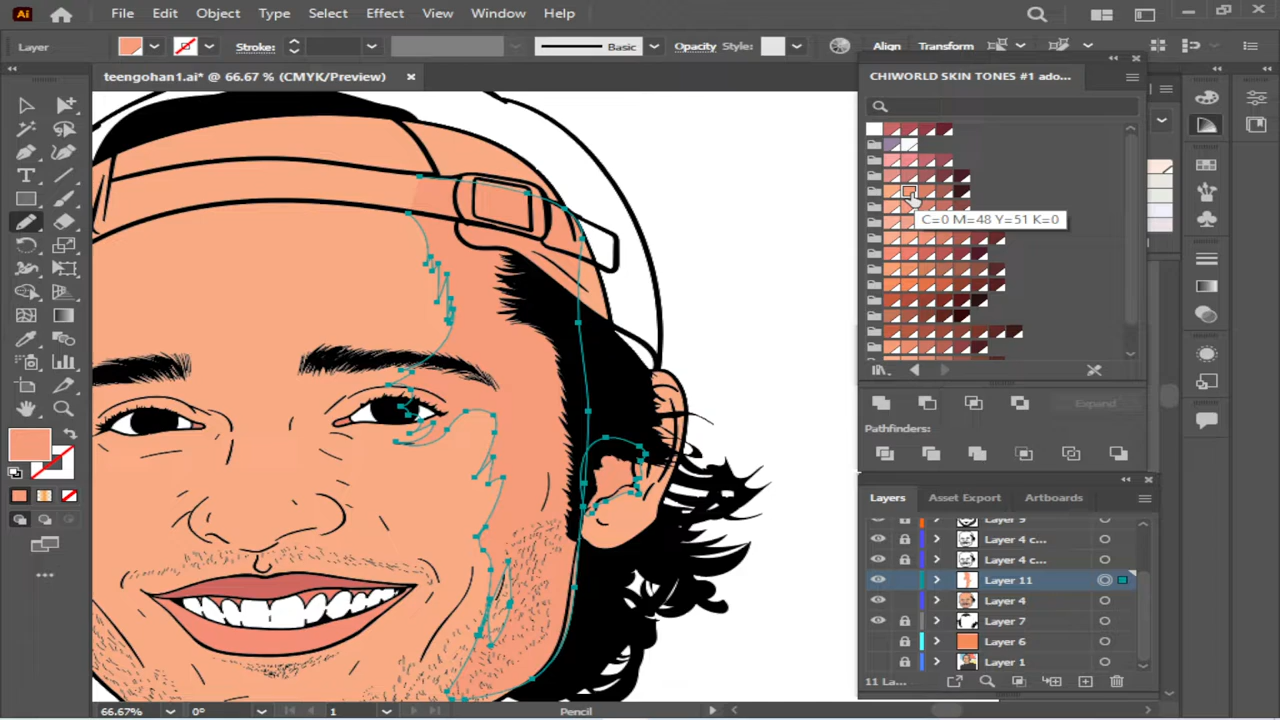 Ai File Edit Object Type Select Effect View Window Help
Layer Stroke: Basic Opacity Style: Align Transform
teengohan1.ai* @ 66.67 % (CMYK/Preview) ×
CHIWORLD SKIN TONES #1 ado...
C=0 M=48 Y=51 K=0
Expand
Pathfinders:
Layers Asset Export Artboards
Layer 9
Layer 4 c...
Layer 4 c...
Layer 11
Layer 4
Layer 7
Layer 6
Layer 1
11 La...
66.67% 0° 1 Pencil